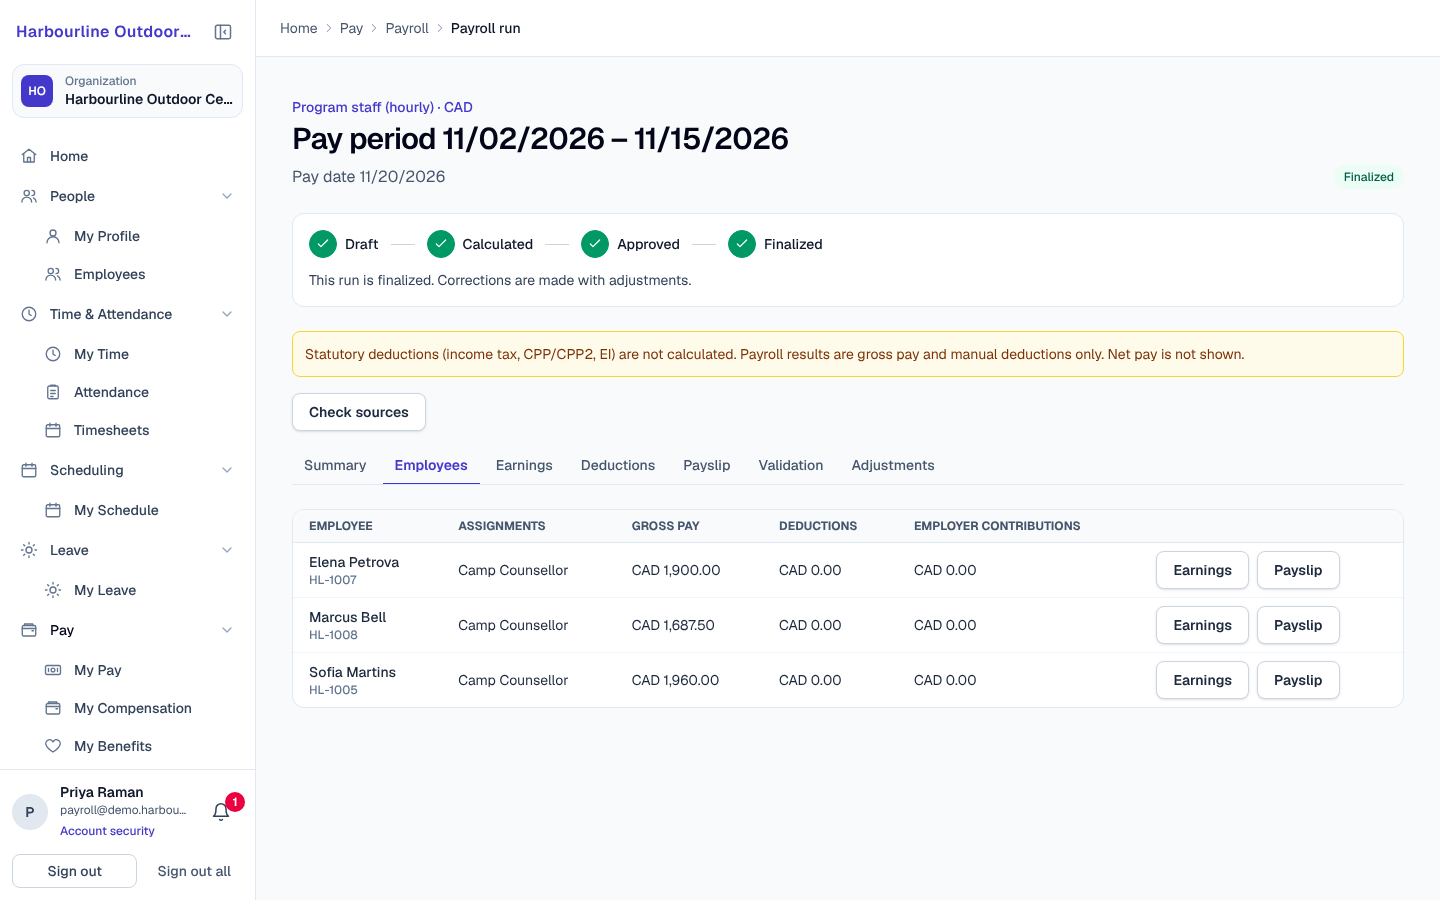 Harbourline Outdoor...
HO
Organization
Harbourline Outdoor Ce...
Home
People
My Profile
Employees
Time & Attendance
My Time
Attendance
Timesheets
Scheduling
My Schedule
Leave
My Leave
Pay
My Pay
My Compensation
My Benefits
P
Priya Raman
payroll@demo.harbou...
Account security
1
Sign out
Sign out all
Home > Pay > Payroll > Payroll run
Program staff (hourly) · CAD
Pay period 11/02/2026 – 11/15/2026
Pay date 11/20/2026
Finalized
Draft Calculated Approved Finalized
This run is finalized. Corrections are made with adjustments.
Statutory deductions (income tax, CPP/CPP2, EI) are not calculated. Payroll results are gross pay and manual deductions only. Net pay is not shown.
Check sources
Summary Employees Earnings Deductions Payslip Validation Adjustments
EMPLOYEE ASSIGNMENTS GROSS PAY DEDUCTIONS EMPLOYER CONTRIBUTIONS
Elena Petrova
HL-1007
Camp Counsellor CAD 1,900.00 CAD 0.00 CAD 0.00 Earnings Payslip
Marcus Bell
HL-1008
Camp Counsellor CAD 1,687.50 CAD 0.00 CAD 0.00 Earnings Payslip
Sofia Martins
HL-1005
Camp Counsellor CAD 1,960.00 CAD 0.00 CAD 0.00 Earnings Payslip